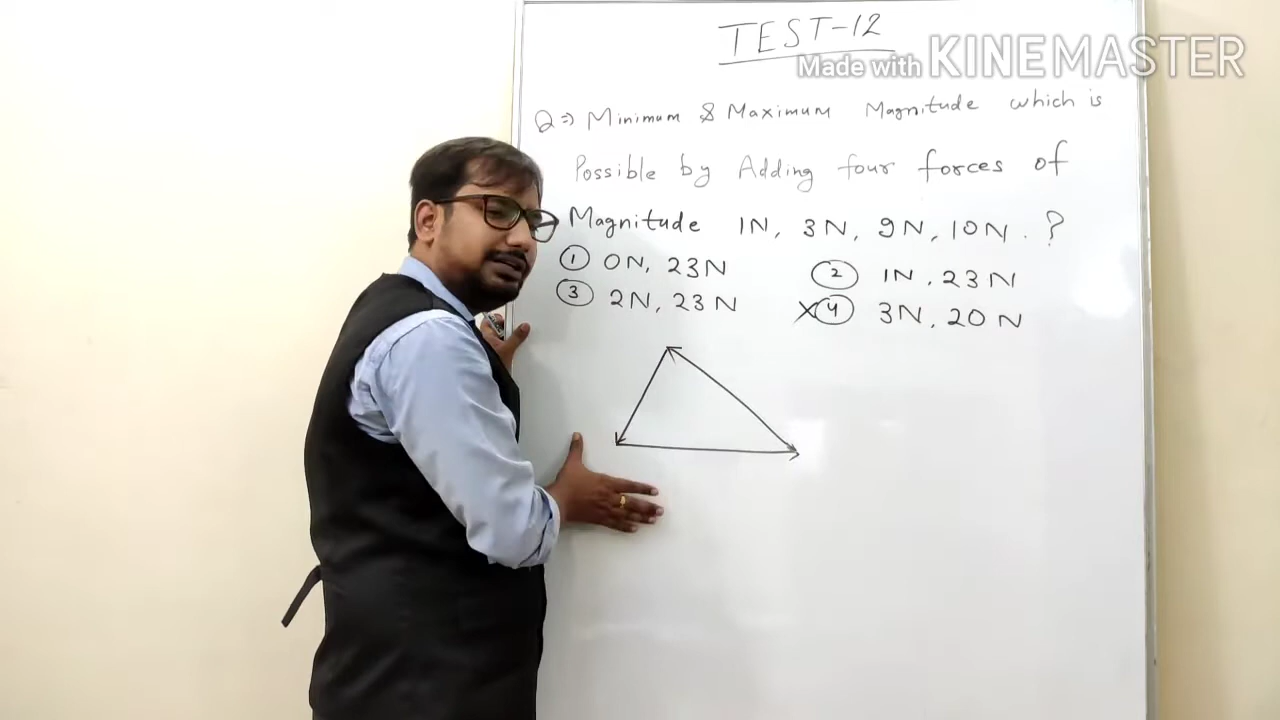 TEST-12
Made with KINEMASTER
Q⇒ Minimum & Maximum Magnitude which is
Possible by Adding four forces of
Magnitude 1N, 3N, 9N, 10N. ?
① 0N, 23N ② 1N, 23N
③ 2N, 23N X④ 3N, 20N